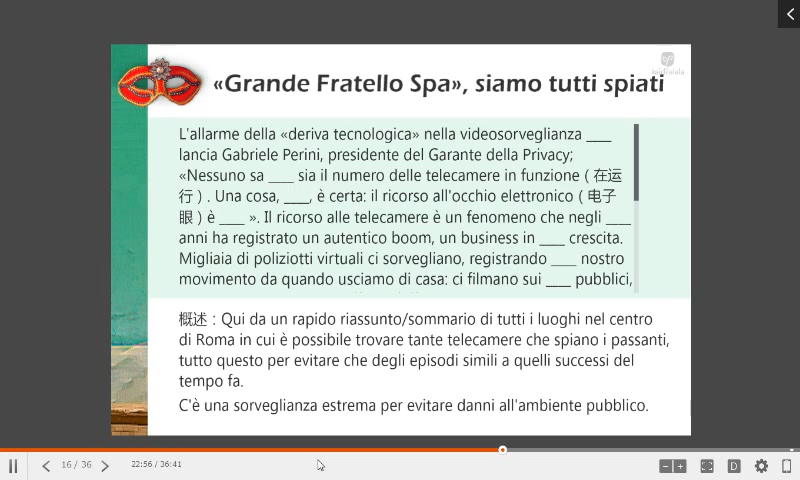 «Grande Fratello Spa», siamo tutti spiati
L'allarme della «deriva tecnologica» nella videosorveglianza ___
lancia Gabriele Perini, presidente del Garante della Privacy;
«Nessuno sa ___ sia il numero delle telecamere in funzione ( 在运
行 ) . Una cosa, ___, è certa: il ricorso all'occhio elettronico ( 电子
眼 ) è ___ ». Il ricorso alle telecamere è un fenomeno che negli ___
anni ha registrato un autentico boom, un business in ___ crescita.
Migliaia di poliziotti virtuali ci sorvegliano, registrando ___ nostro
movimento da quando usciamo di casa: ci filmano sui ___ pubblici,
概述 : Qui da un rapido riassunto/sommario di tutti i luoghi nel centro
di Roma in cui è possibile trovare tante telecamere che spiano i passanti,
tutto questo per evitare che degli episodi simili a quelli successi del
tempo fa.
C'è una sorveglianza estrema per evitare danni all'ambiente pubblico.
16 / 36
22:56 / 36:41
D